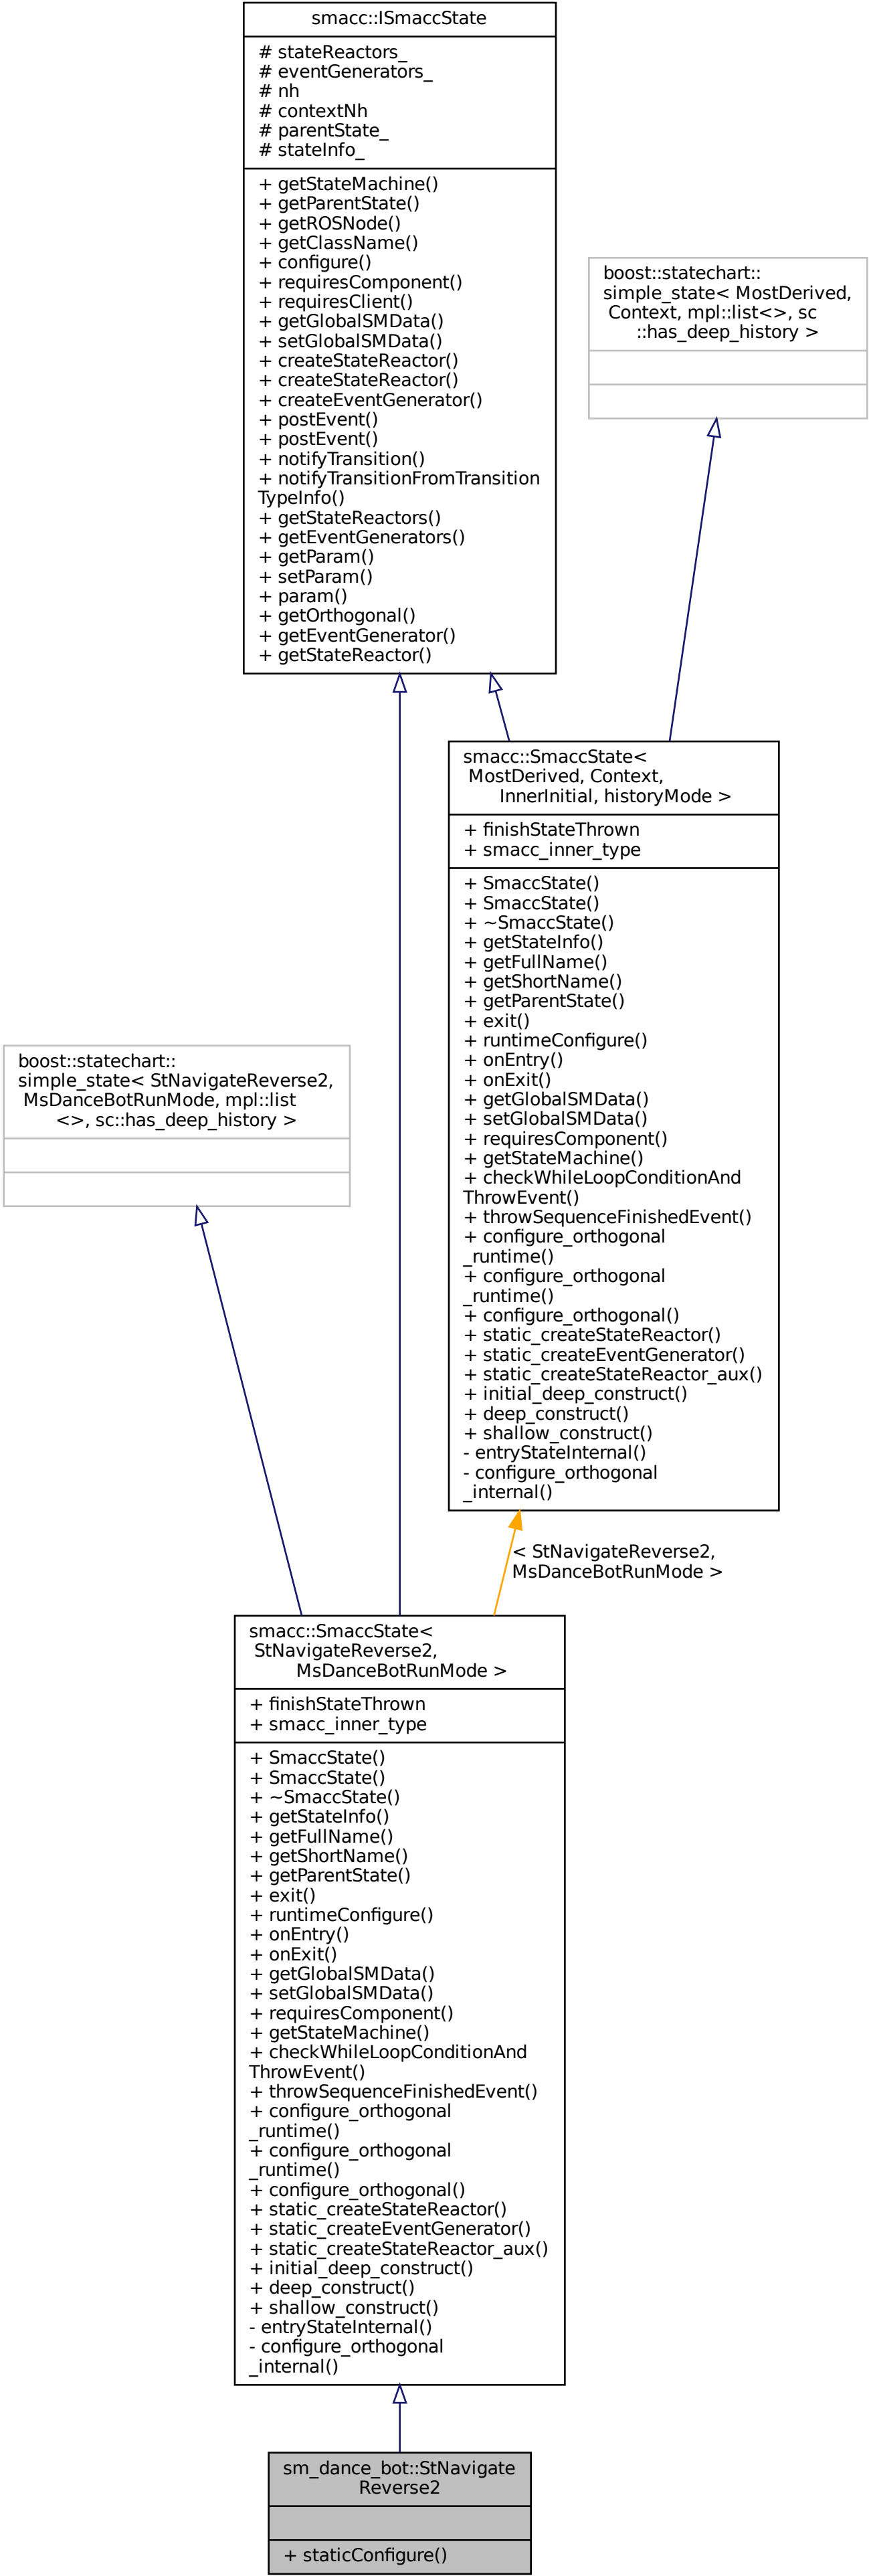 smacc::ISmaccState
# stateReactors_
# eventGenerators_
# nh
# contextNh
# parentState_
# stateInfo_
+ getStateMachine()
+ getParentState()
+ getROSNode()
+ getClassName()
+ configure()
+ requiresComponent()
+ requiresClient()
+ getGlobalSMData()
+ setGlobalSMData()
+ createStateReactor()
+ createStateReactor()
+ createEventGenerator()
+ postEvent()
+ postEvent()
+ notifyTransition()
+ notifyTransitionFromTransition
TypeInfo()
+ getStateReactors()
+ getEventGenerators()
+ getParam()
+ setParam()
+ param()
+ getOrthogonal()
+ getEventGenerator()
+ getStateReactor()
boost::statechart::
simple_state< MostDerived,
Context, mpl::list<>, sc
::has_deep_history >
smacc::SmaccState<
MostDerived, Context,
InnerInitial, historyMode >
+ finishStateThrown
+ smacc_inner_type
+ SmaccState()
+ SmaccState()
+ ~SmaccState()
+ getStateInfo()
+ getFullName()
+ getShortName()
+ getParentState()
+ exit()
+ runtimeConfigure()
+ onEntry()
+ onExit()
+ getGlobalSMData()
+ setGlobalSMData()
+ requiresComponent()
+ getStateMachine()
+ checkWhileLoopConditionAnd
ThrowEvent()
+ throwSequenceFinishedEvent()
+ configure_orthogonal
_runtime()
+ configure_orthogonal
_runtime()
+ configure_orthogonal()
+ static_createStateReactor()
+ static_createEventGenerator()
+ static_createStateReactor_aux()
+ initial_deep_construct()
+ deep_construct()
+ shallow_construct()
- entryStateInternal()
- configure_orthogonal
_internal()
boost::statechart::
simple_state< StNavigateReverse2,
MsDanceBotRunMode, mpl::list
<>, sc::has_deep_history >
< StNavigateReverse2,
MsDanceBotRunMode >
smacc::SmaccState<
StNavigateReverse2,
MsDanceBotRunMode >
+ finishStateThrown
+ smacc_inner_type
+ SmaccState()
+ SmaccState()
+ ~SmaccState()
+ getStateInfo()
+ getFullName()
+ getShortName()
+ getParentState()
+ exit()
+ runtimeConfigure()
+ onEntry()
+ onExit()
+ getGlobalSMData()
+ setGlobalSMData()
+ requiresComponent()
+ getStateMachine()
+ checkWhileLoopConditionAnd
ThrowEvent()
+ throwSequenceFinishedEvent()
+ configure_orthogonal
_runtime()
+ configure_orthogonal
_runtime()
+ configure_orthogonal()
+ static_createStateReactor()
+ static_createEventGenerator()
+ static_createStateReactor_aux()
+ initial_deep_construct()
+ deep_construct()
+ shallow_construct()
- entryStateInternal()
- configure_orthogonal
_internal()
sm_dance_bot::StNavigate
Reverse2
+ staticConfigure()